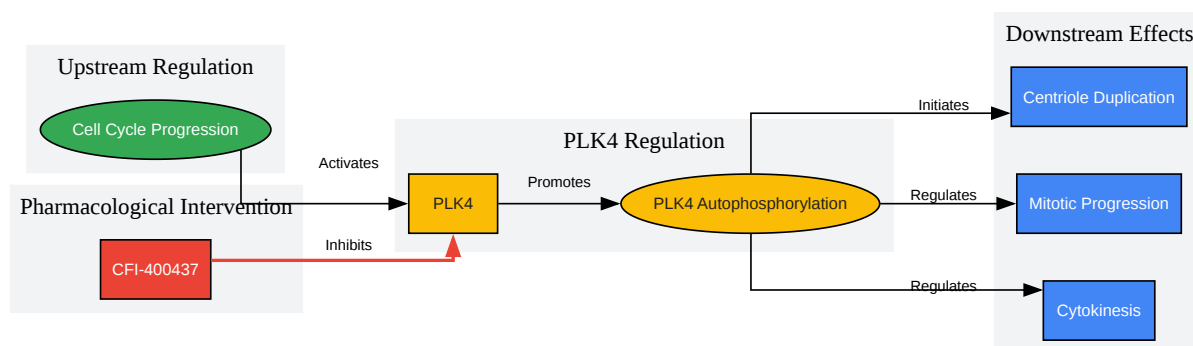 Downstream Effects
Upstream Regulation
Centriole Duplication
Initiates
Cell Cycle Progression
PLK4 Regulation
Activates
Promotes
PLK4
PLK4 Autophosphorylation
Regulates
Mitotic Progression
Pharmacological Intervention
Inhibits
CFI-400437
Regulates
Cytokinesis